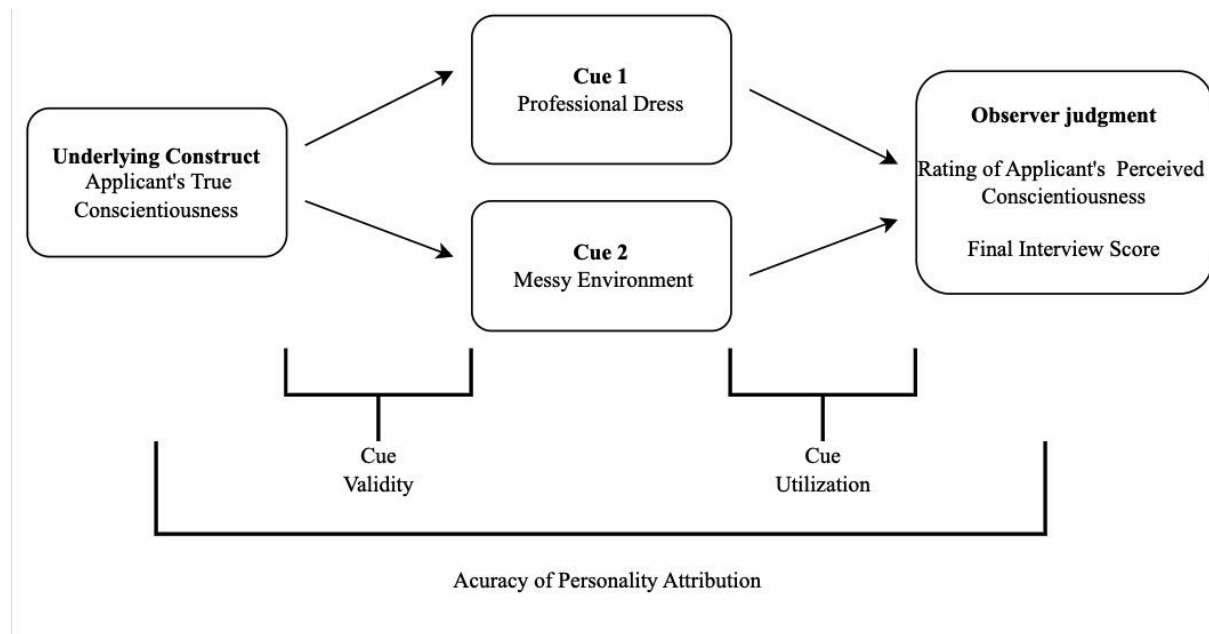 Cue 1
Professional Dress
Underlying Construct
Applicant's True
Conscientiousness
Cue 2
Messy Environment
Observer judgment
Rating of Applicant's Perceived
Conscientiousness
Final Interview Score
Cue
Validity
Cue
Utilization
Acuracy of Personality Attribution